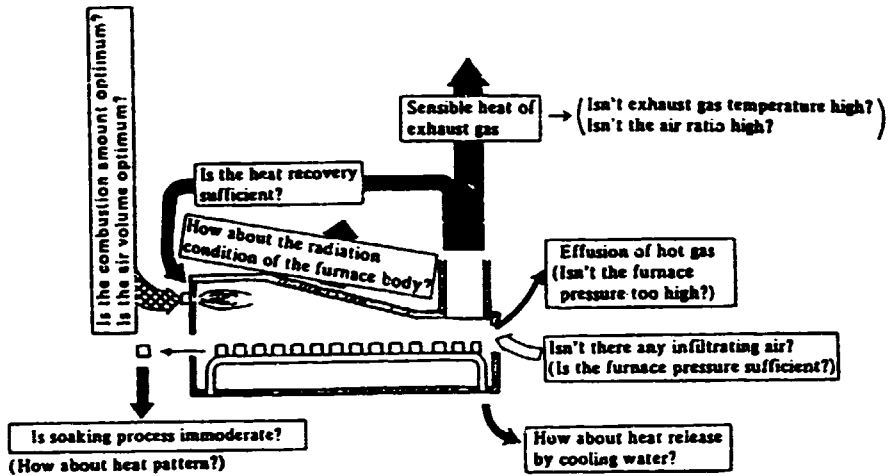 Is the combustion amount optimum?
Is the air volume optimum?
Sensible heat of
exhaust gas
(Isn't exhaust gas temperature high?
Isn't the air ratio high?)
Is the heat recovery
sufficient?
How about the radiation
condition of the furnace body?
Effusion of hot gas
(Isn't the furnace
pressure too high?)
Isn't there any infiltrating air?
(Is the furnace pressure sufficient?)
Is soaking process immoderate?
(How about heat pattern?)
How about heat release
by cooling water?